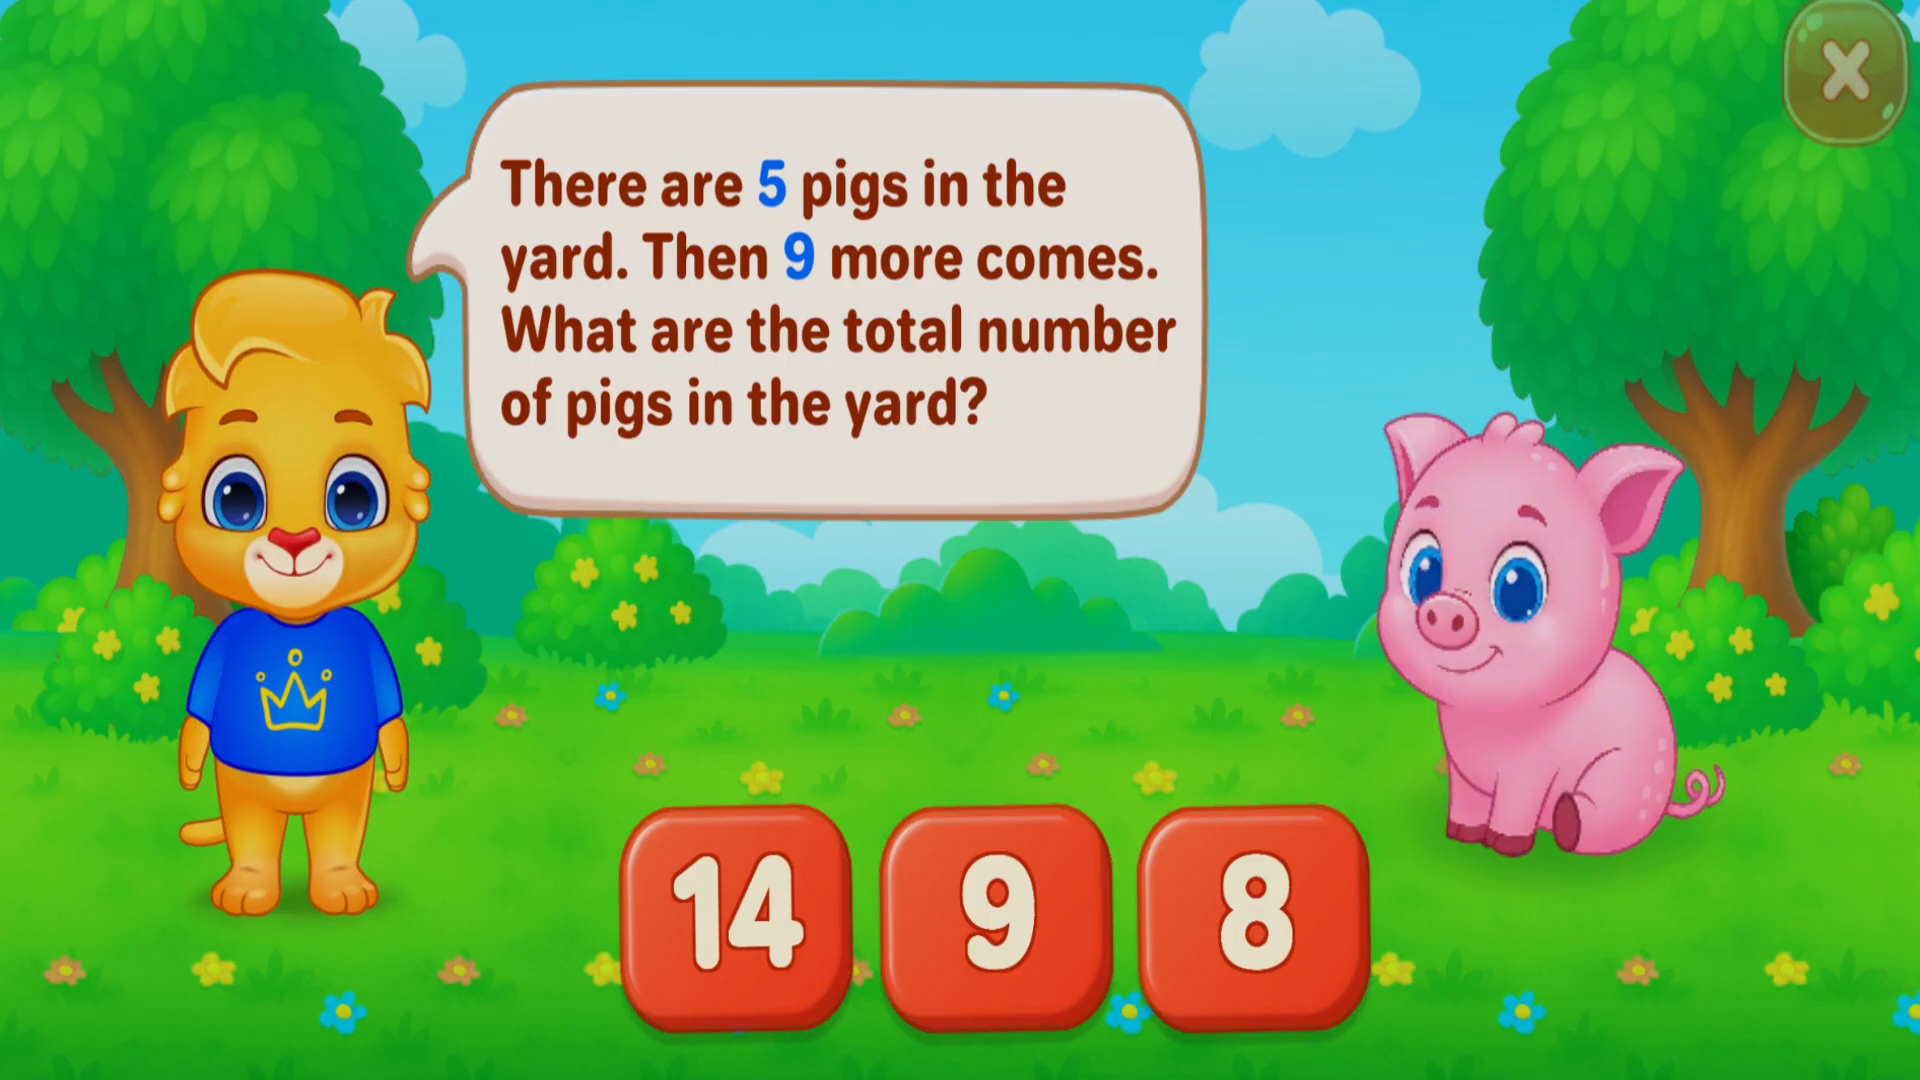 There are 5 pigs in the
yard. Then 9 more comes.
What are the total number
of pigs in the yard?
14 9 8